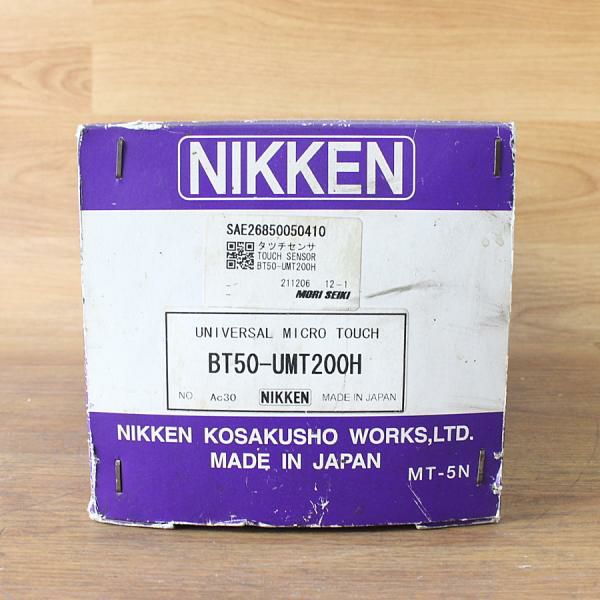 NIKKEN
SAE26850050410
タツチセンサ
TOUCH SENSOR
BT50-UMT200H
211206 12-1
MORI SEIKI
UNIVERSAL MICRO TOUCH
BT50-UMT200H
NO. Ac30 NIKKEN MADE IN JAPAN
NIKKEN KOSAKUSHO WORKS,LTD.
MADE IN JAPAN
MT-5N